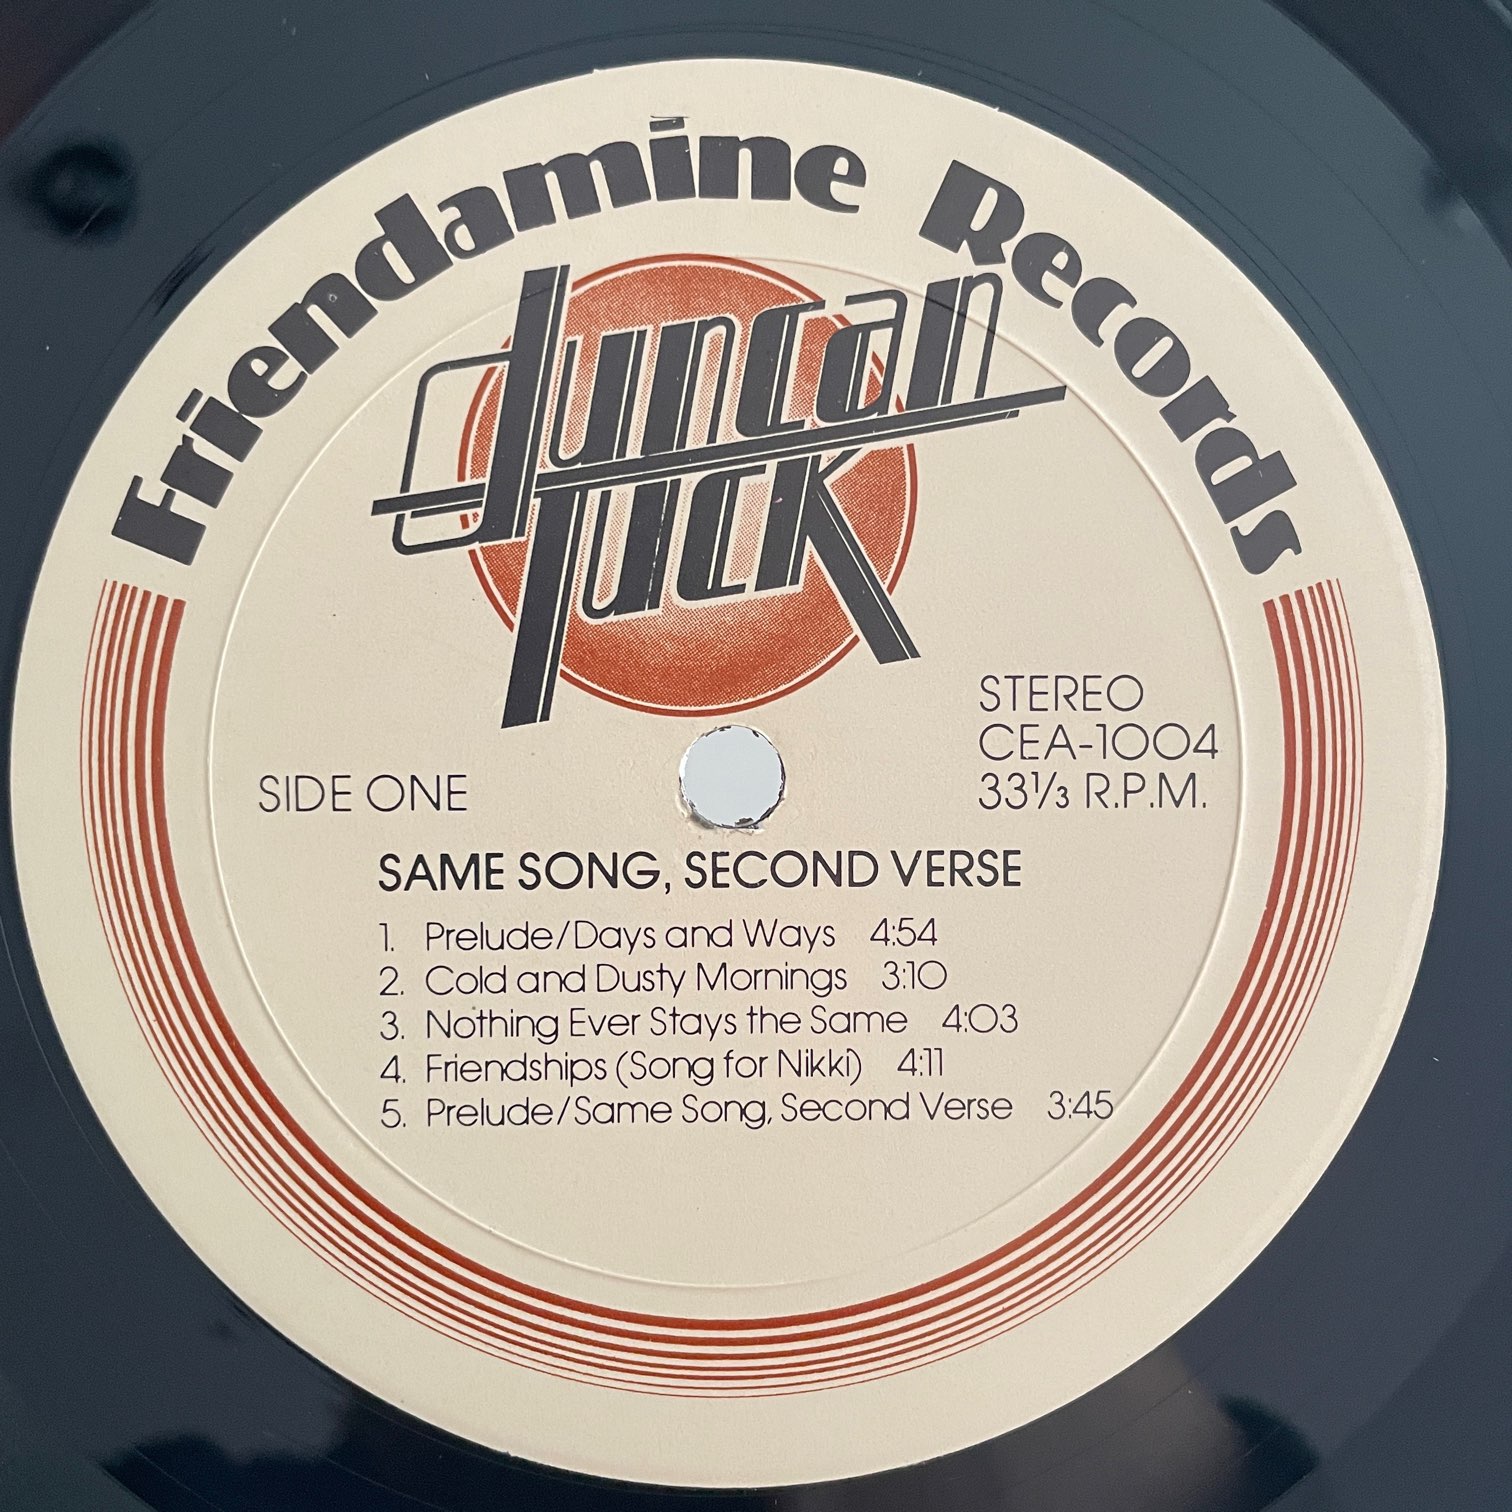 Friendamine Records
duncan
Tuck
STEREO
CEA-1004
33⅓ R.P.M.
SIDE ONE
SAME SONG, SECOND VERSE
1. Prelude/Days and Ways 4:54
2. Cold and Dusty Mornings 3:10
3. Nothing Ever Stays the Same 4:03
4. Friendships (Song for Nikki) 4:11
5. Prelude/Same Song, Second Verse 3:45